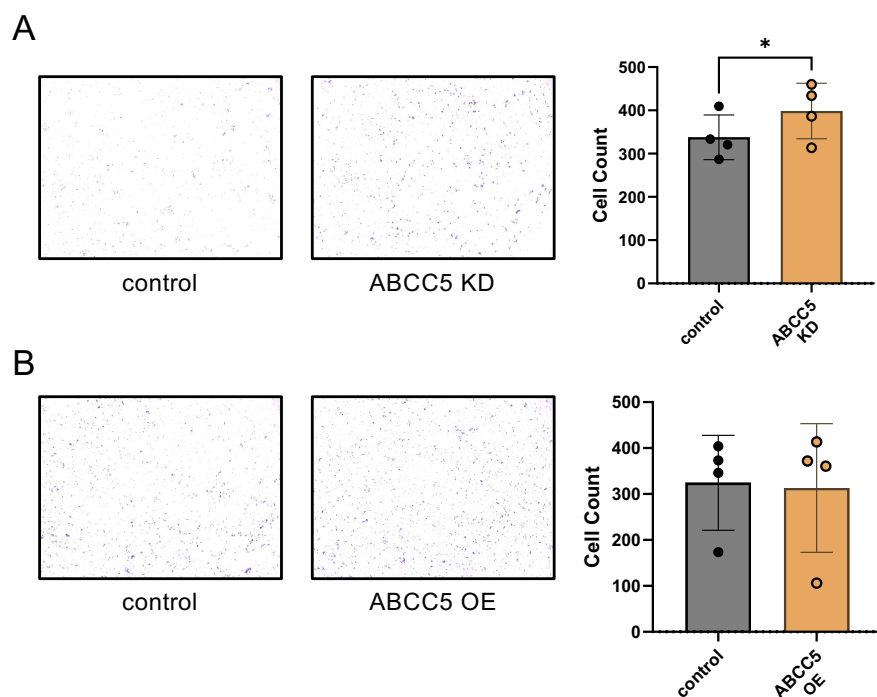 A
control
ABCC5 KD
*
Cell Count
500
400
300
200
100
0
control
ABCC5
KD
B
control
ABCC5 OE
Cell Count
500
400
300
200
100
0
control
ABCC5
OE